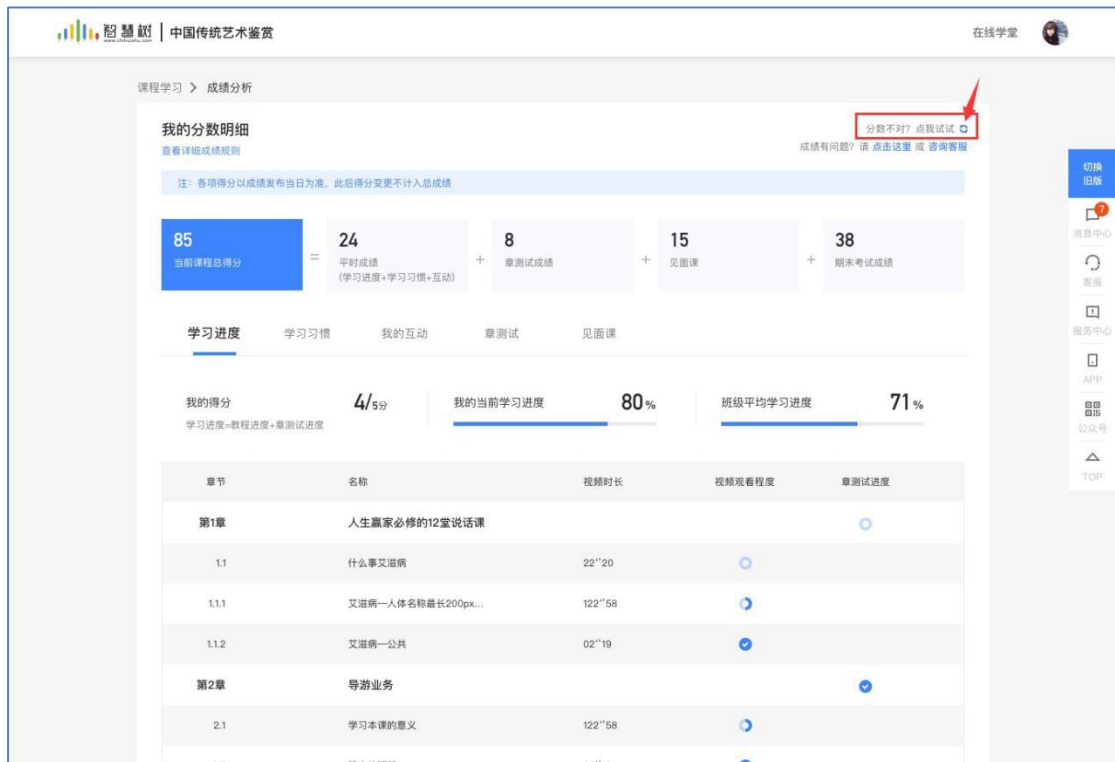 智慧树 中国传统艺术鉴赏
www.zhihuishu.com
在线学堂
课程学习 > 成绩分析
我的分数明细
分数不对? 点我试试
查看详细成绩规则
成绩有问题? 请 点击这里 或 咨询客服
注: 各项得分以成绩发布当日为准, 此后得分变更不计入总成绩
85 = 24 + 8 + 15 + 38
当前课程总得分 平时成绩 章测试成绩 见面课 期末考试成绩
(学习进度+学习习惯+互动)
学习进度 学习习惯 我的互动 章测试 见面课
我的得分 4/5分 我的当前学习进度 80% 班级平均学习进度 71%
学习进度=教程进度+章测试进度
章节 名称 视频时长 视频观看程度 章测试进度
第1章 人生赢家必修的12堂说话课
1.1 什么事艾滋病 22''20
1.1.1 艾滋病—人体名称最长200px... 122''58
1.1.2 艾滋病—公共 02''19
第2章 导游业务
2.1 学习本课的意义 122''58
切换
旧版
7
消息中心
客服
服务中心
APP
公众号
TOP